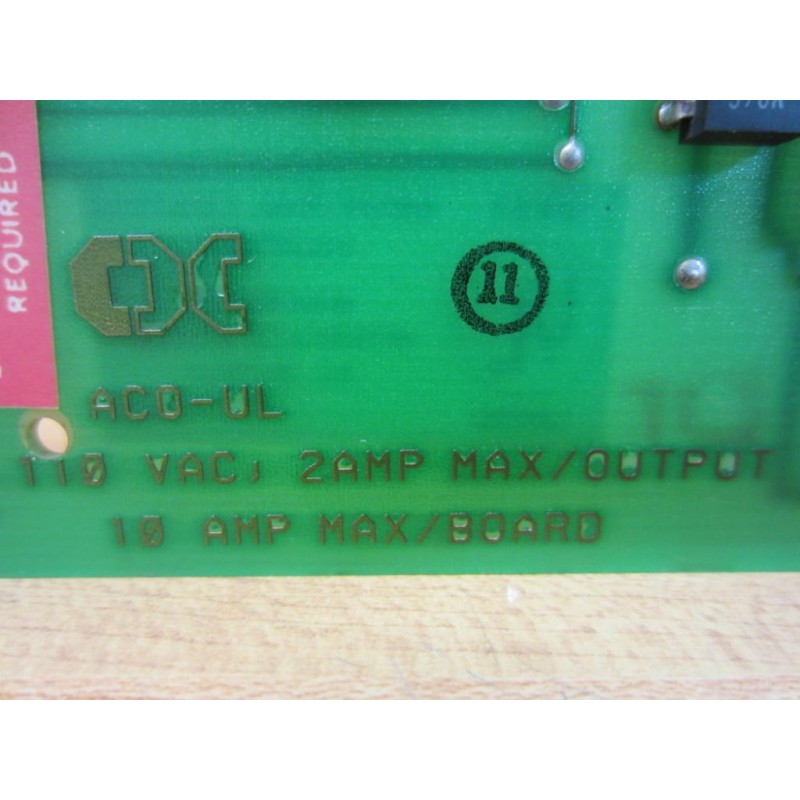 REQUIRED
11
ACO-UL
110 VAC; 2AMP MAX/OUTPUT
10 AMP MAX/BOARD